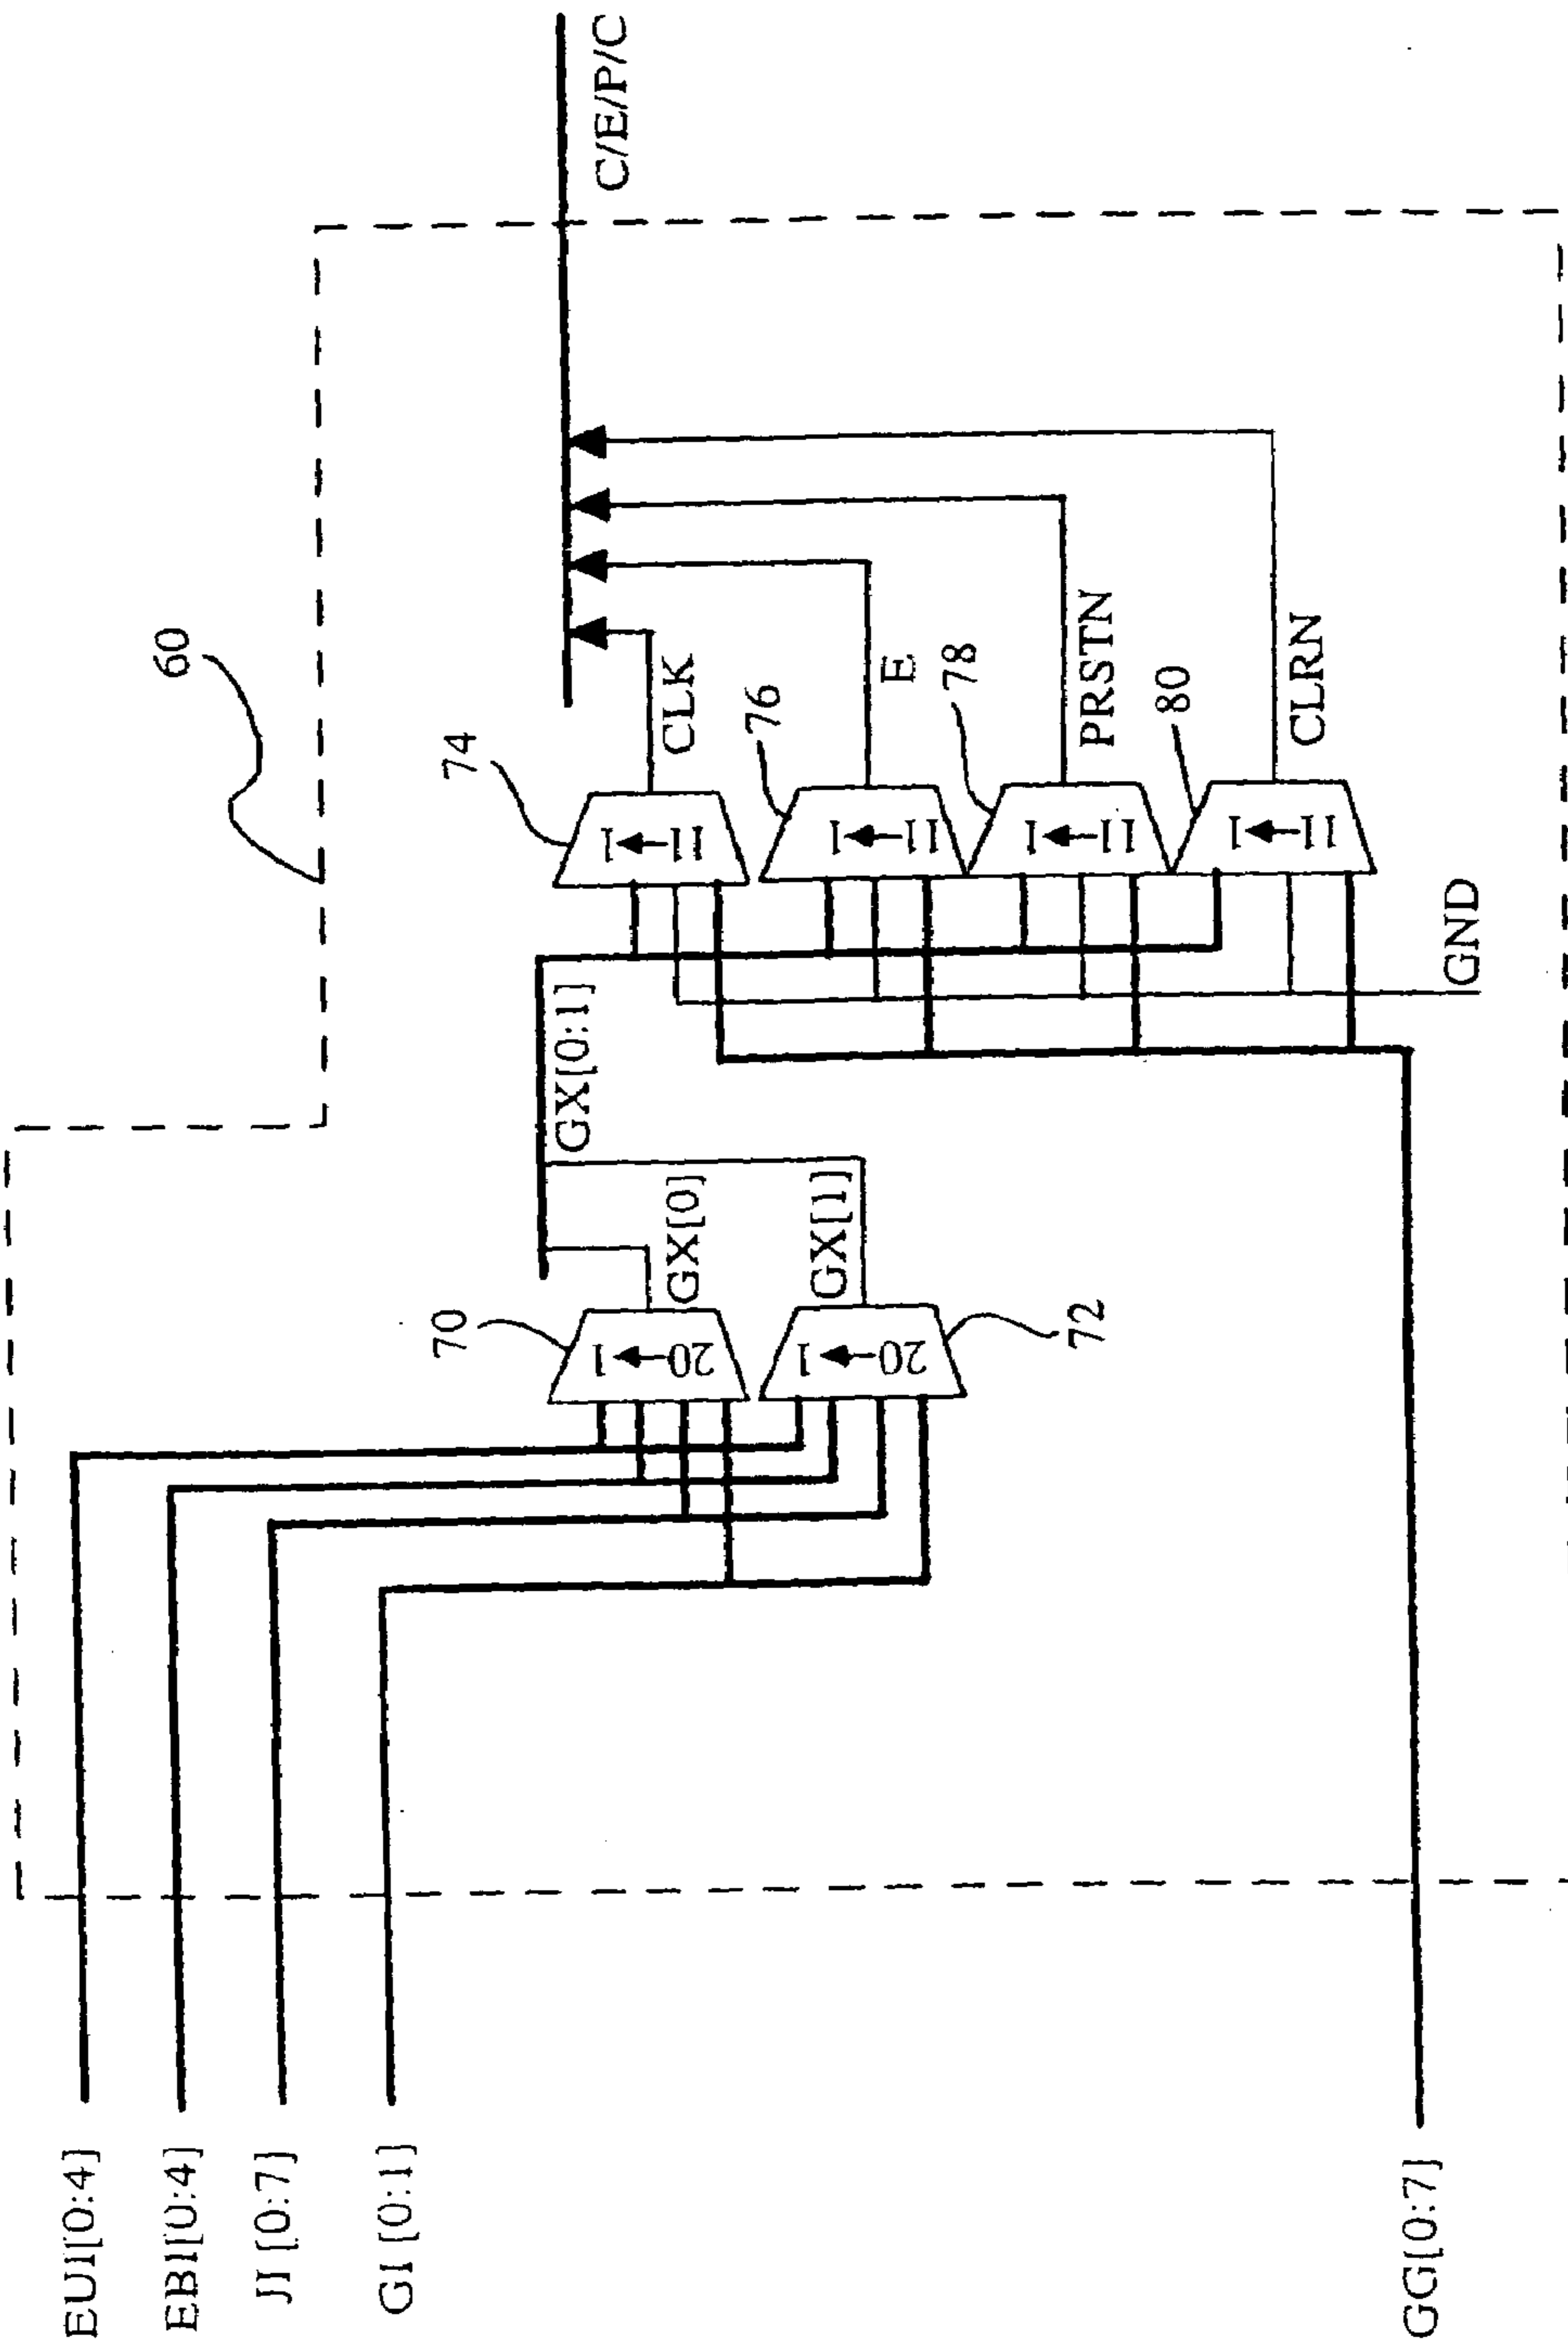 EUI[0:4]
EBI[0:4]
JI [0:7]
GI [0:1]
GG[0:7]
70
20→1
GX[0]
72
20→1
GX[1]
GX[0:1]
60
74
11→1
CLK
76
11→1
E
78
11→1
PRSTN
80
11→1
CLRN
GND
C/E/P/C